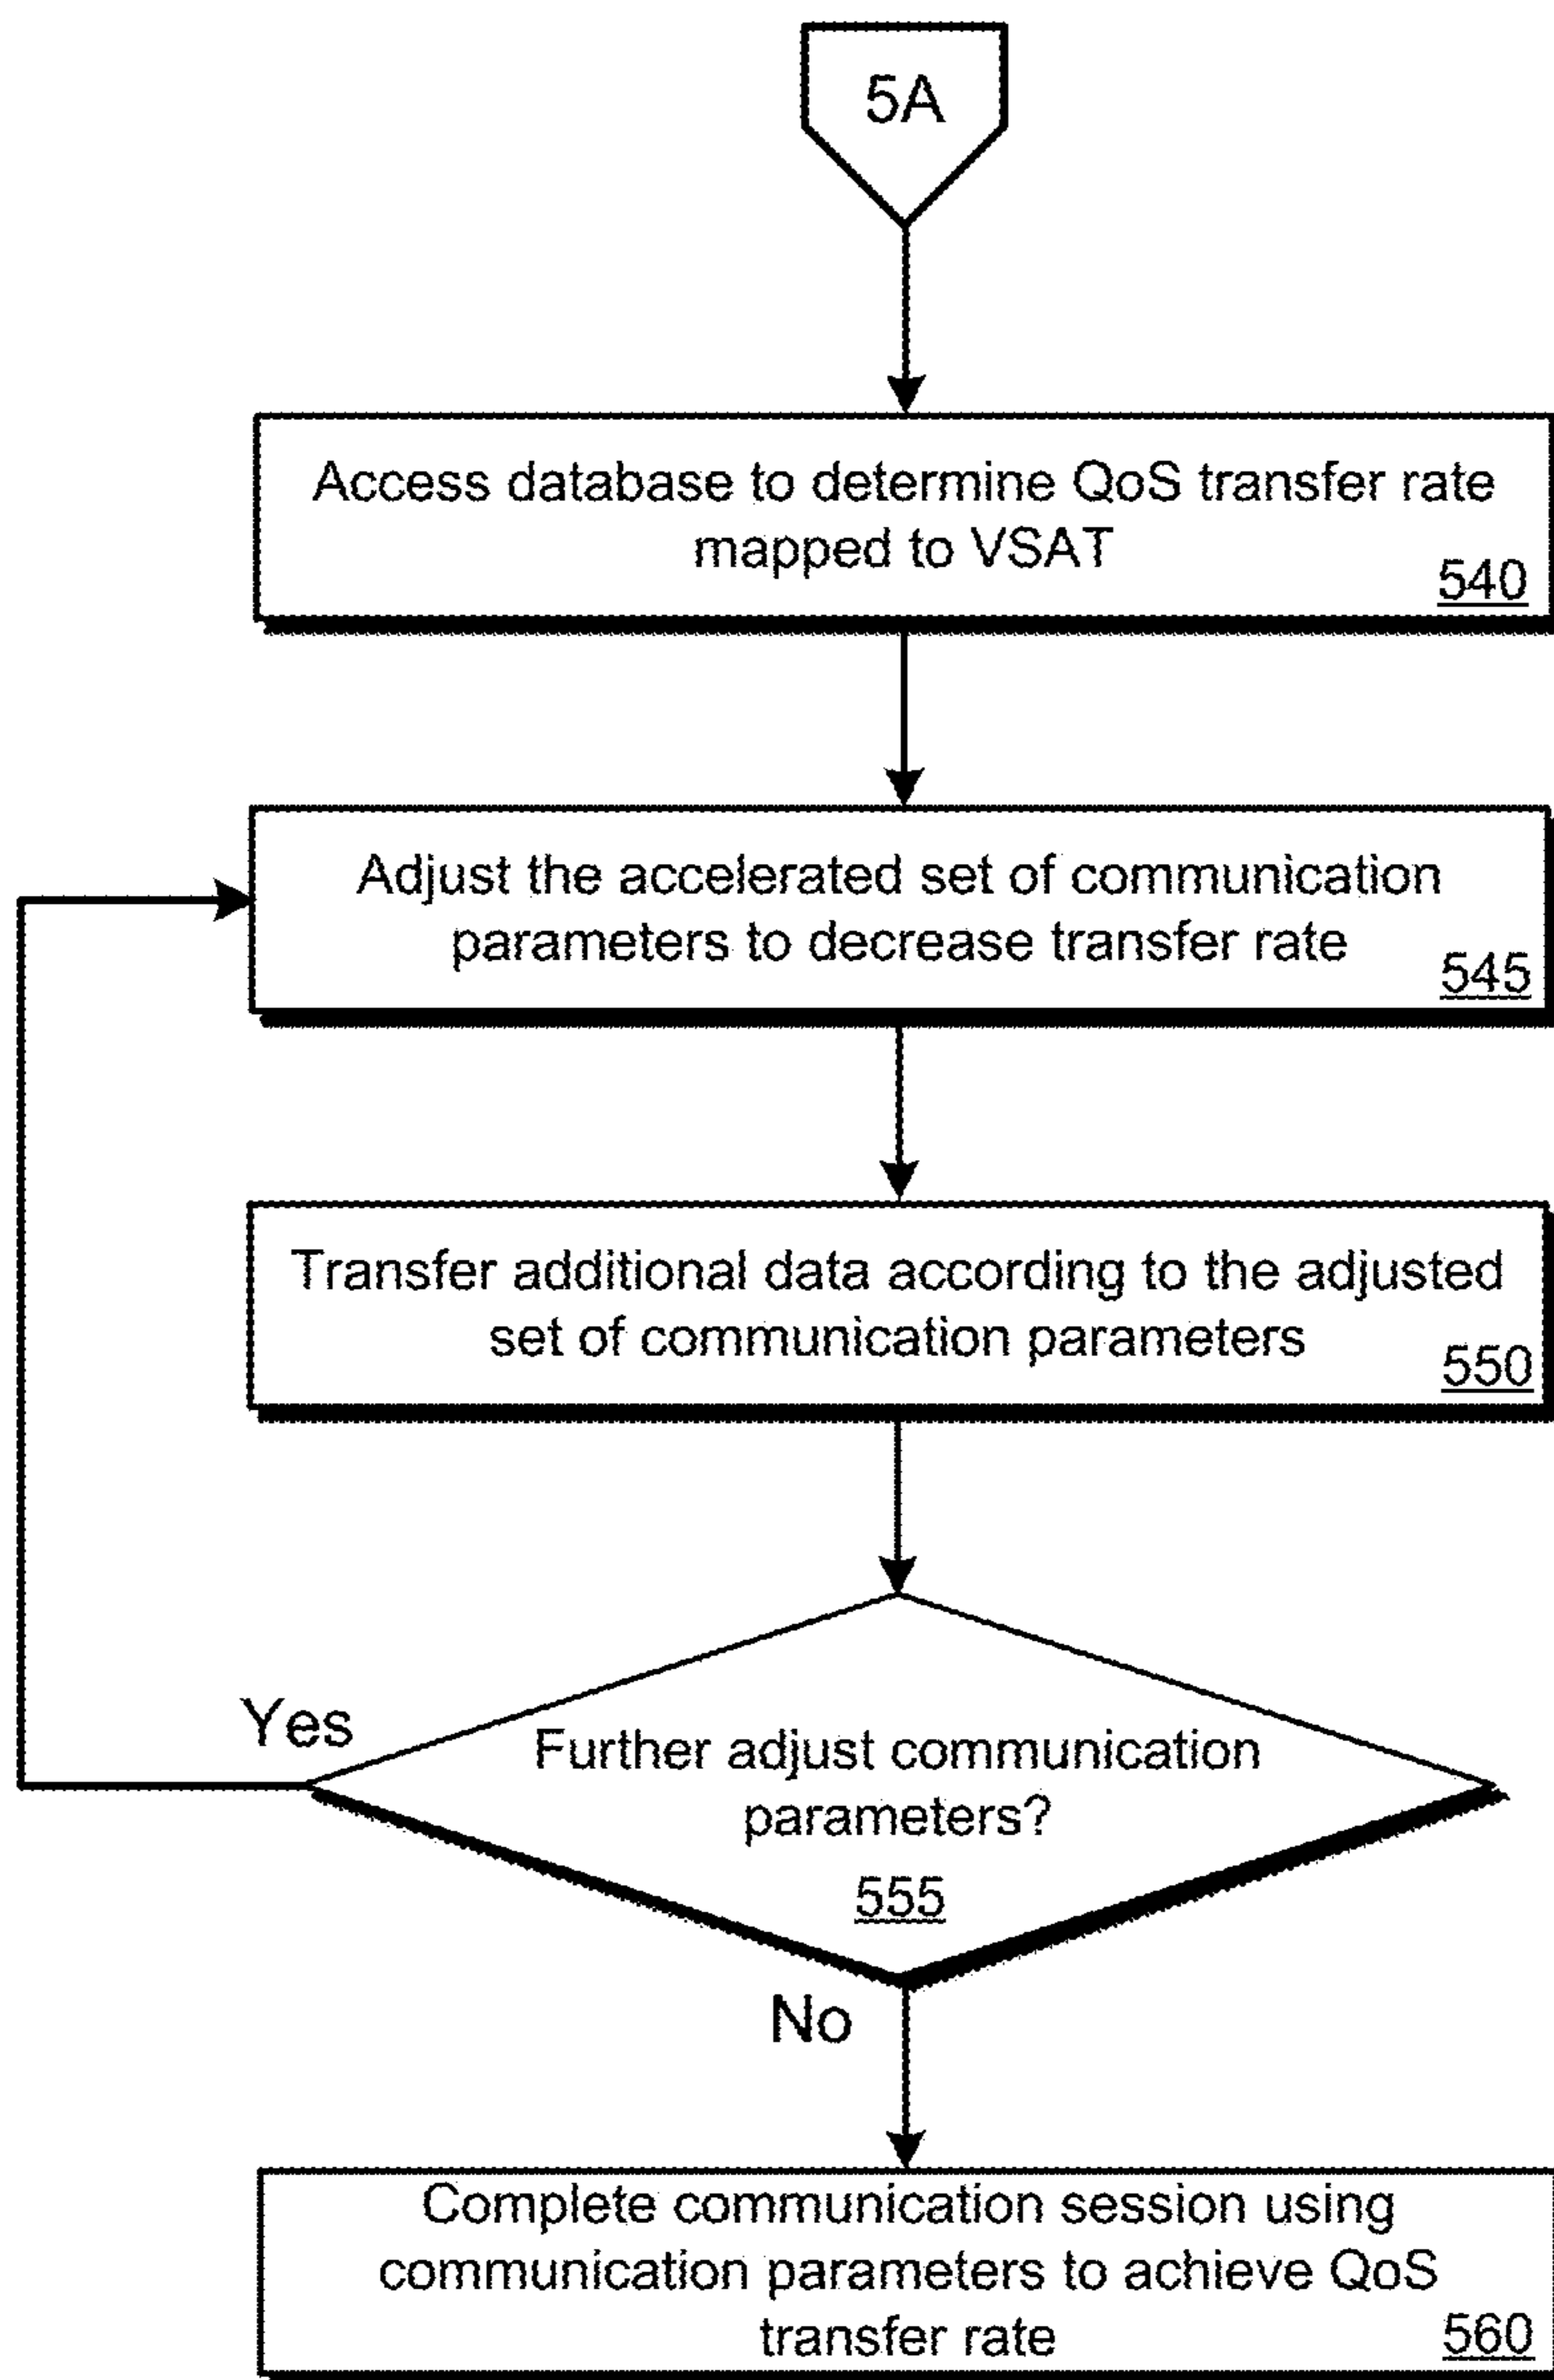 5A
Access database to determine QoS transfer rate
mapped to VSAT
540
Adjust the accelerated set of communication
parameters to decrease transfer rate
545
Transfer additional data according to the adjusted
set of communication parameters
550
Yes
Further adjust communication
parameters?
555
No
Complete communication session using
communication parameters to achieve QoS
transfer rate
560